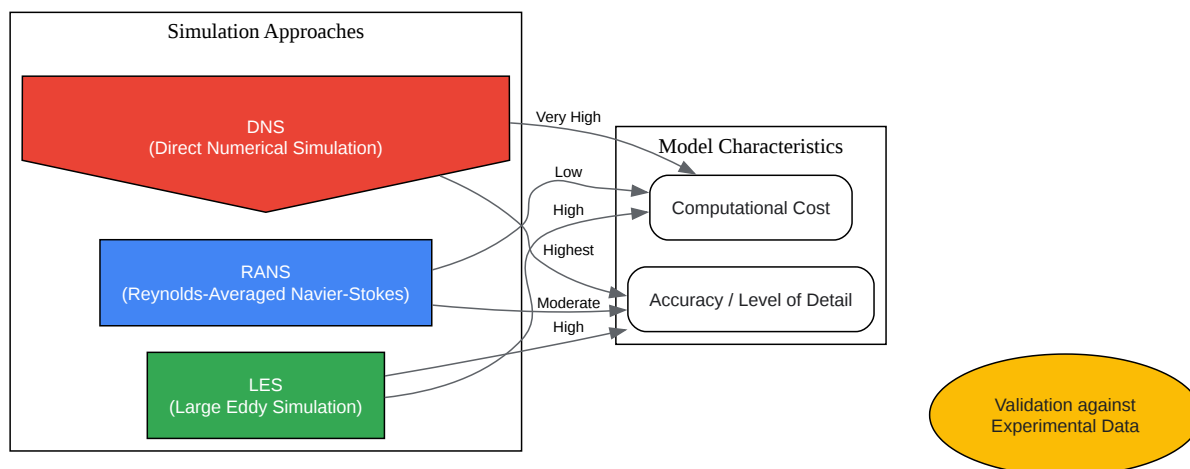 Simulation Approaches
DNS
(Direct Numerical Simulation)
RANS
(Reynolds-Averaged Navier-Stokes)
LES
(Large Eddy Simulation)
Very High
Low
High
Highest
Moderate
High
Model Characteristics
Computational Cost
Accuracy / Level of Detail
Validation against
Experimental Data